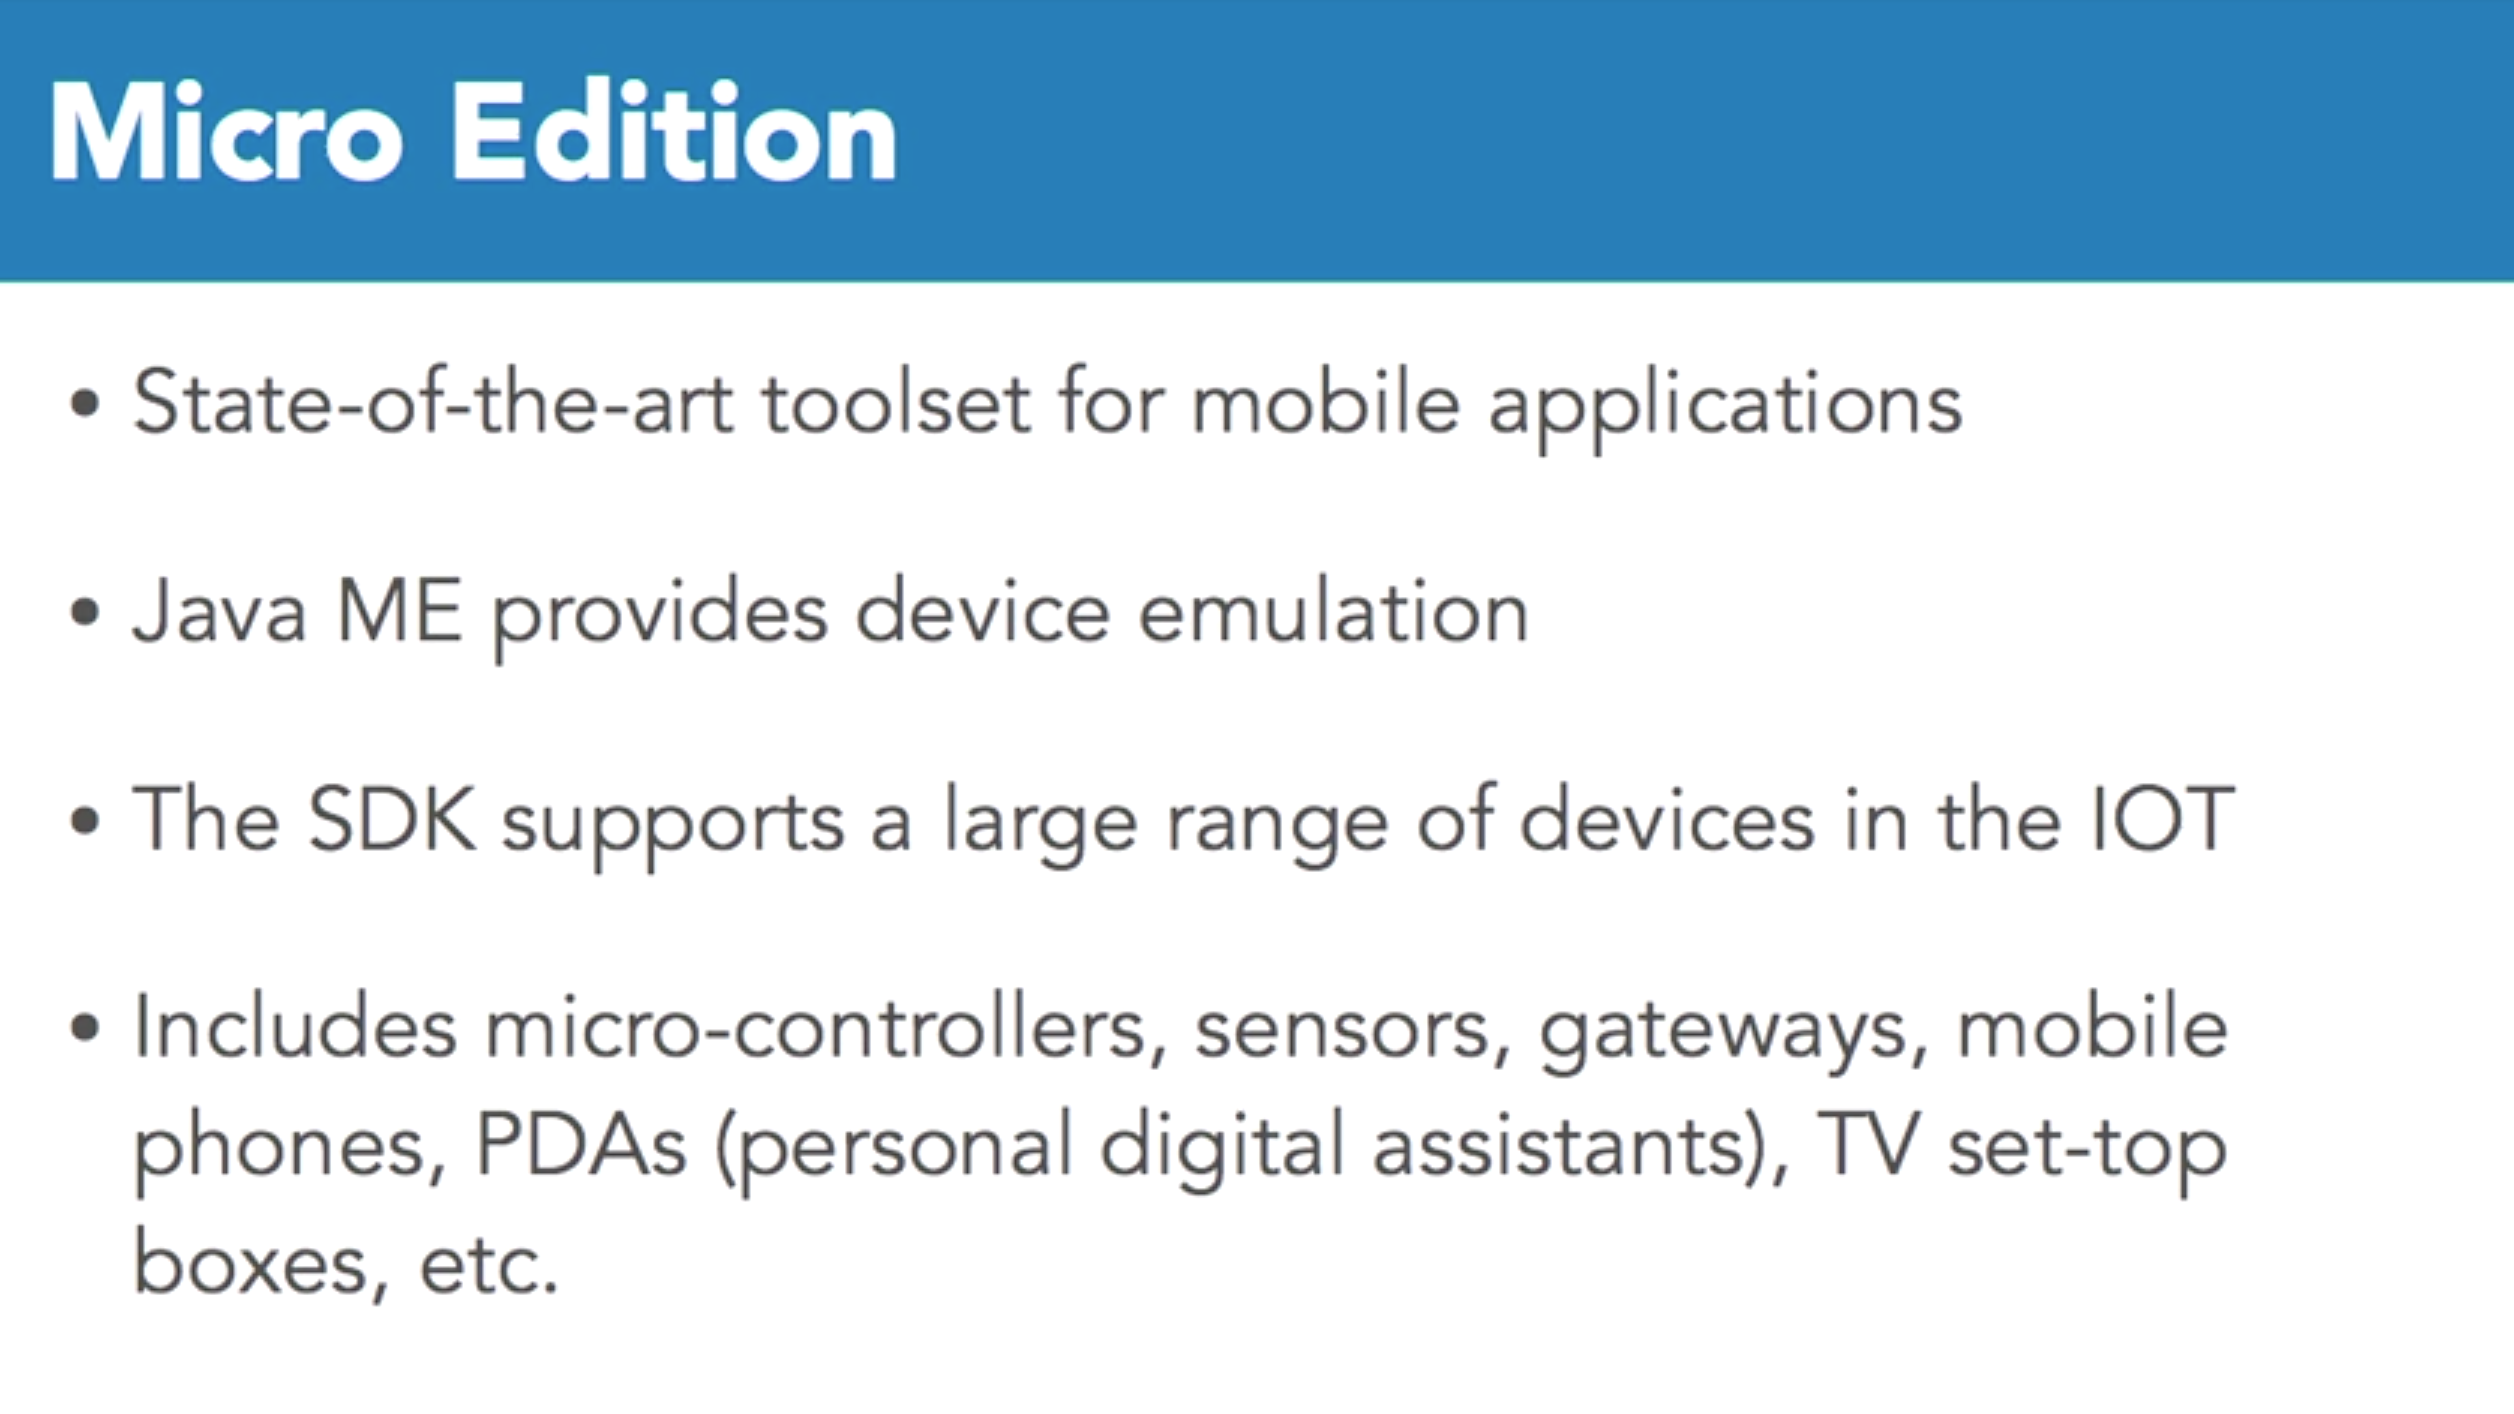 Micro Edition
• State-of-the-art toolset for mobile applications
• Java ME provides device emulation
• The SDK supports a large range of devices in the IOT
• Includes micro-controllers, sensors, gateways, mobile
phones, PDAs (personal digital assistants), TV set-top
boxes, etc.